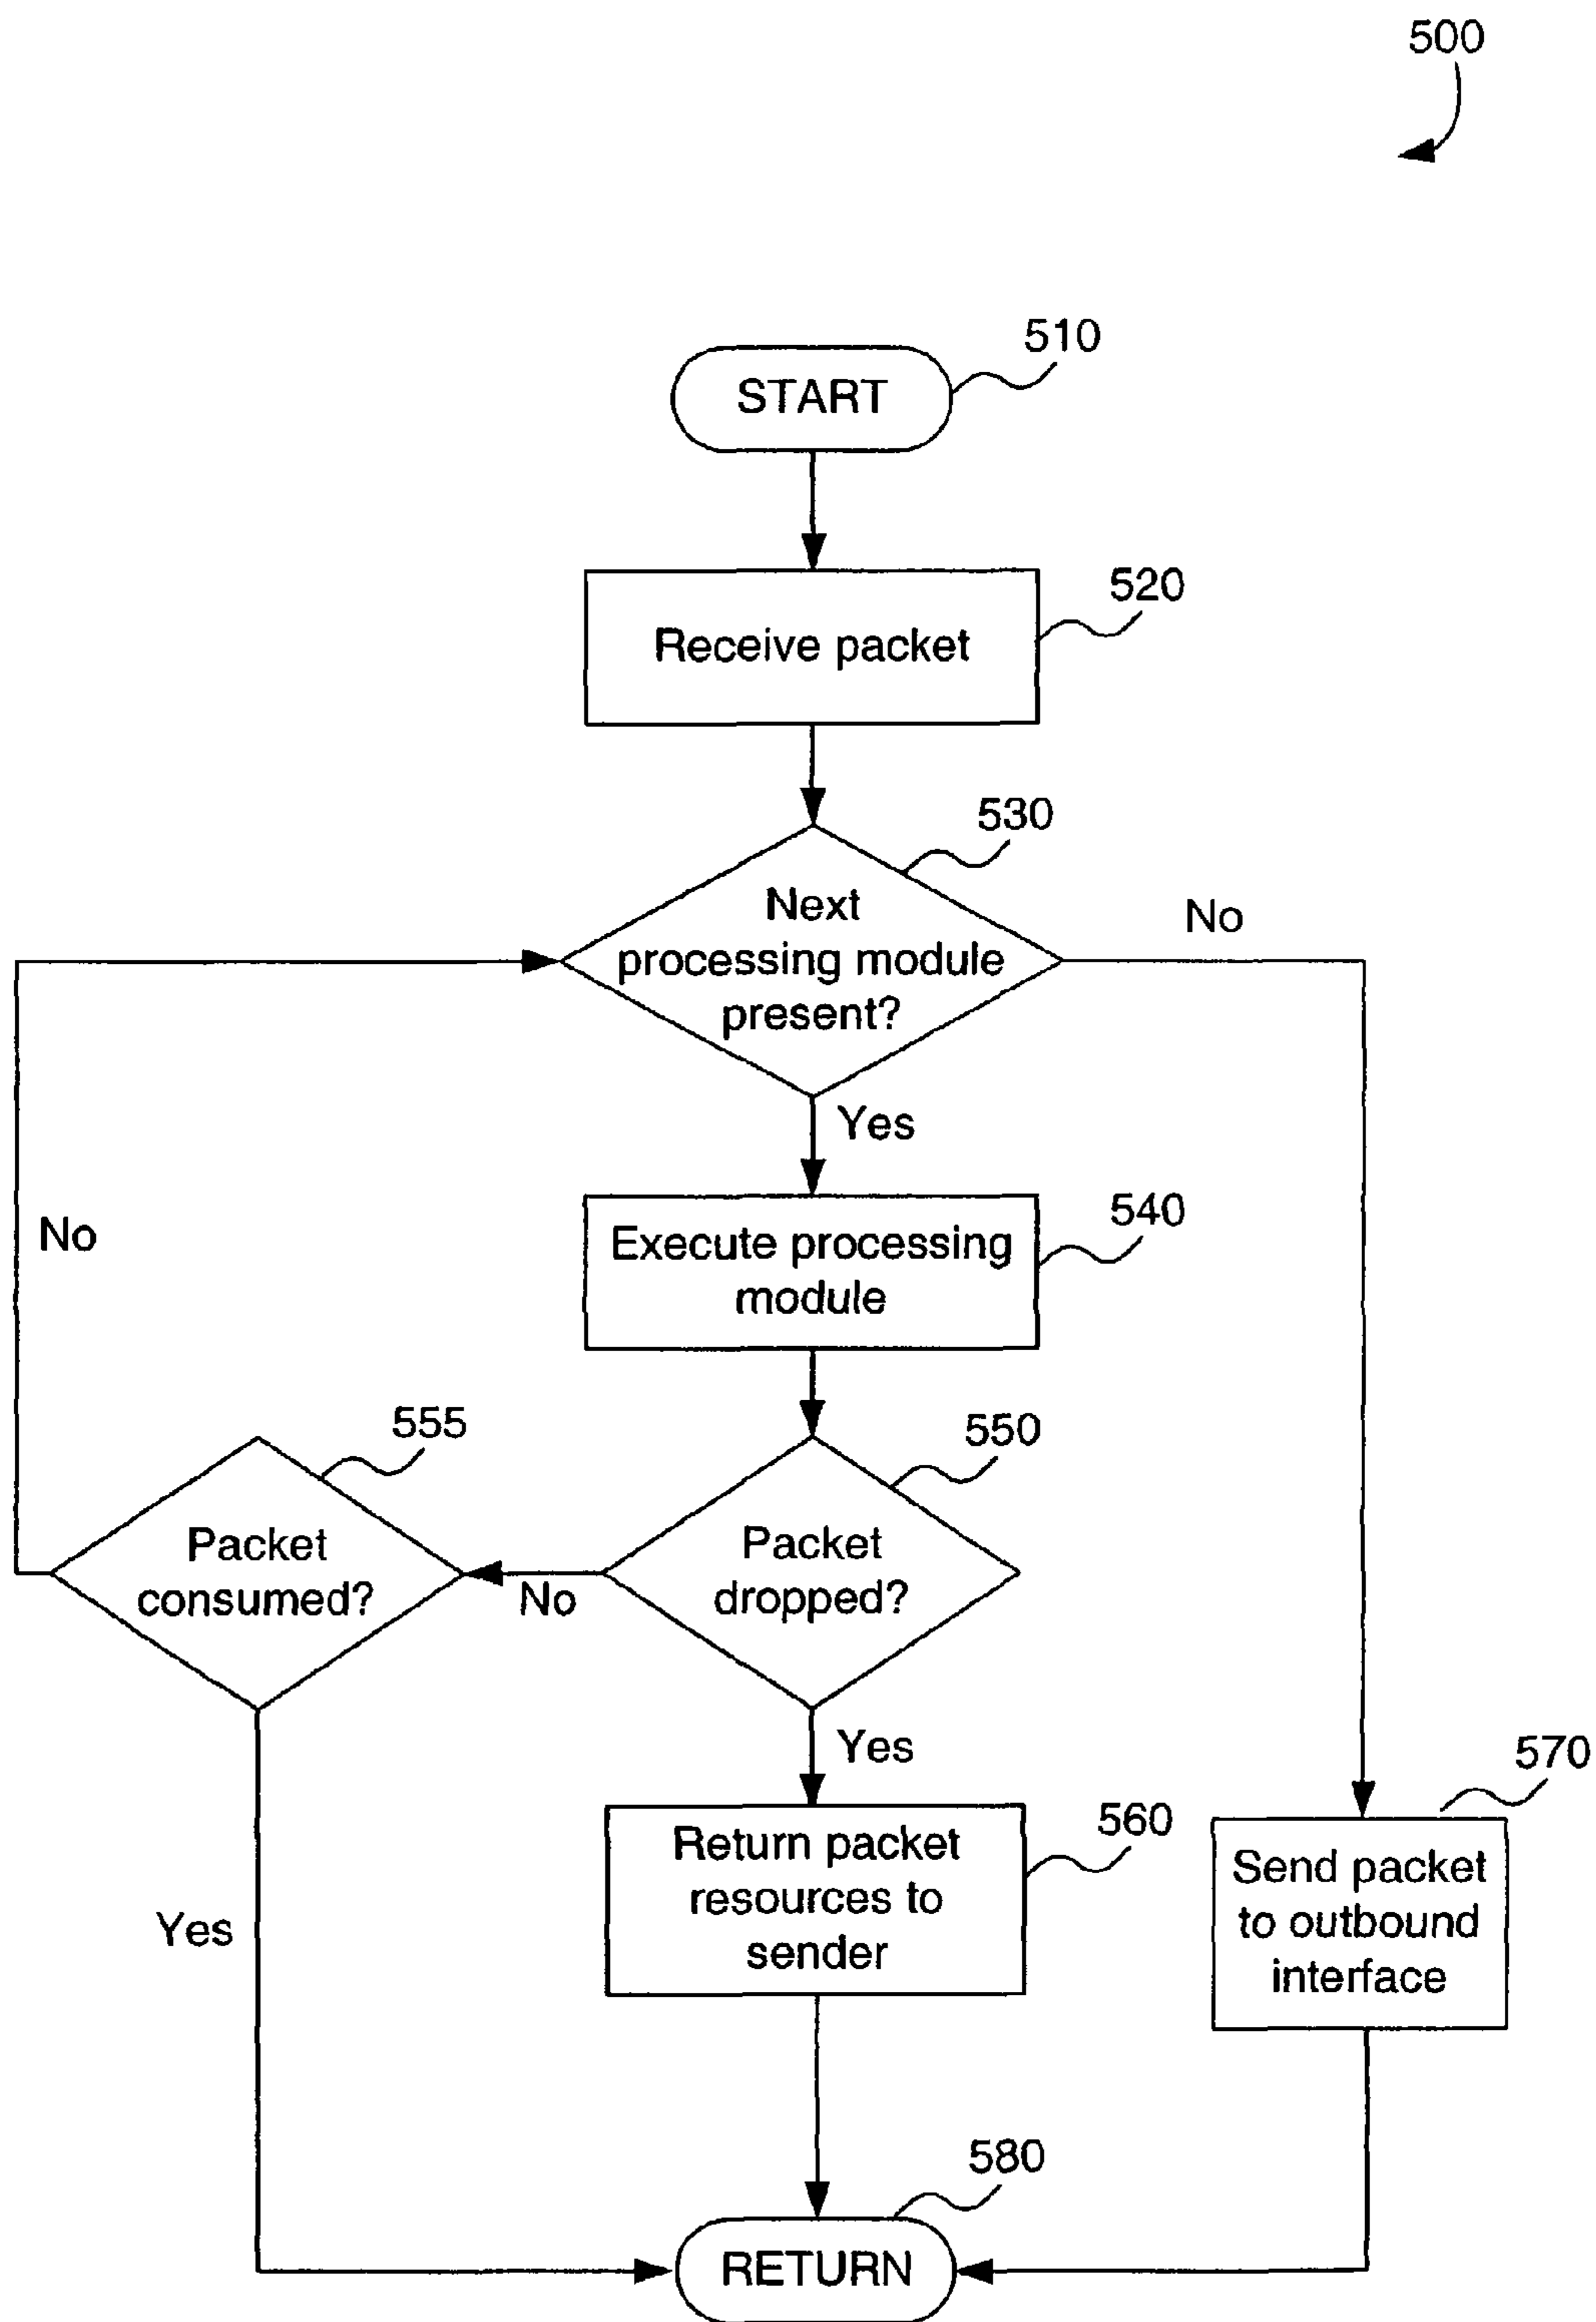 500
510
START
520
Receive packet
530
Next
processing module
present?
No
Yes
540
Execute processing
module
No
555
550
Packet
consumed?
No
Packet
dropped?
Yes
570
560
Return packet
resources to
sender
Send packet
to outbound
interface
Yes
580
RETURN